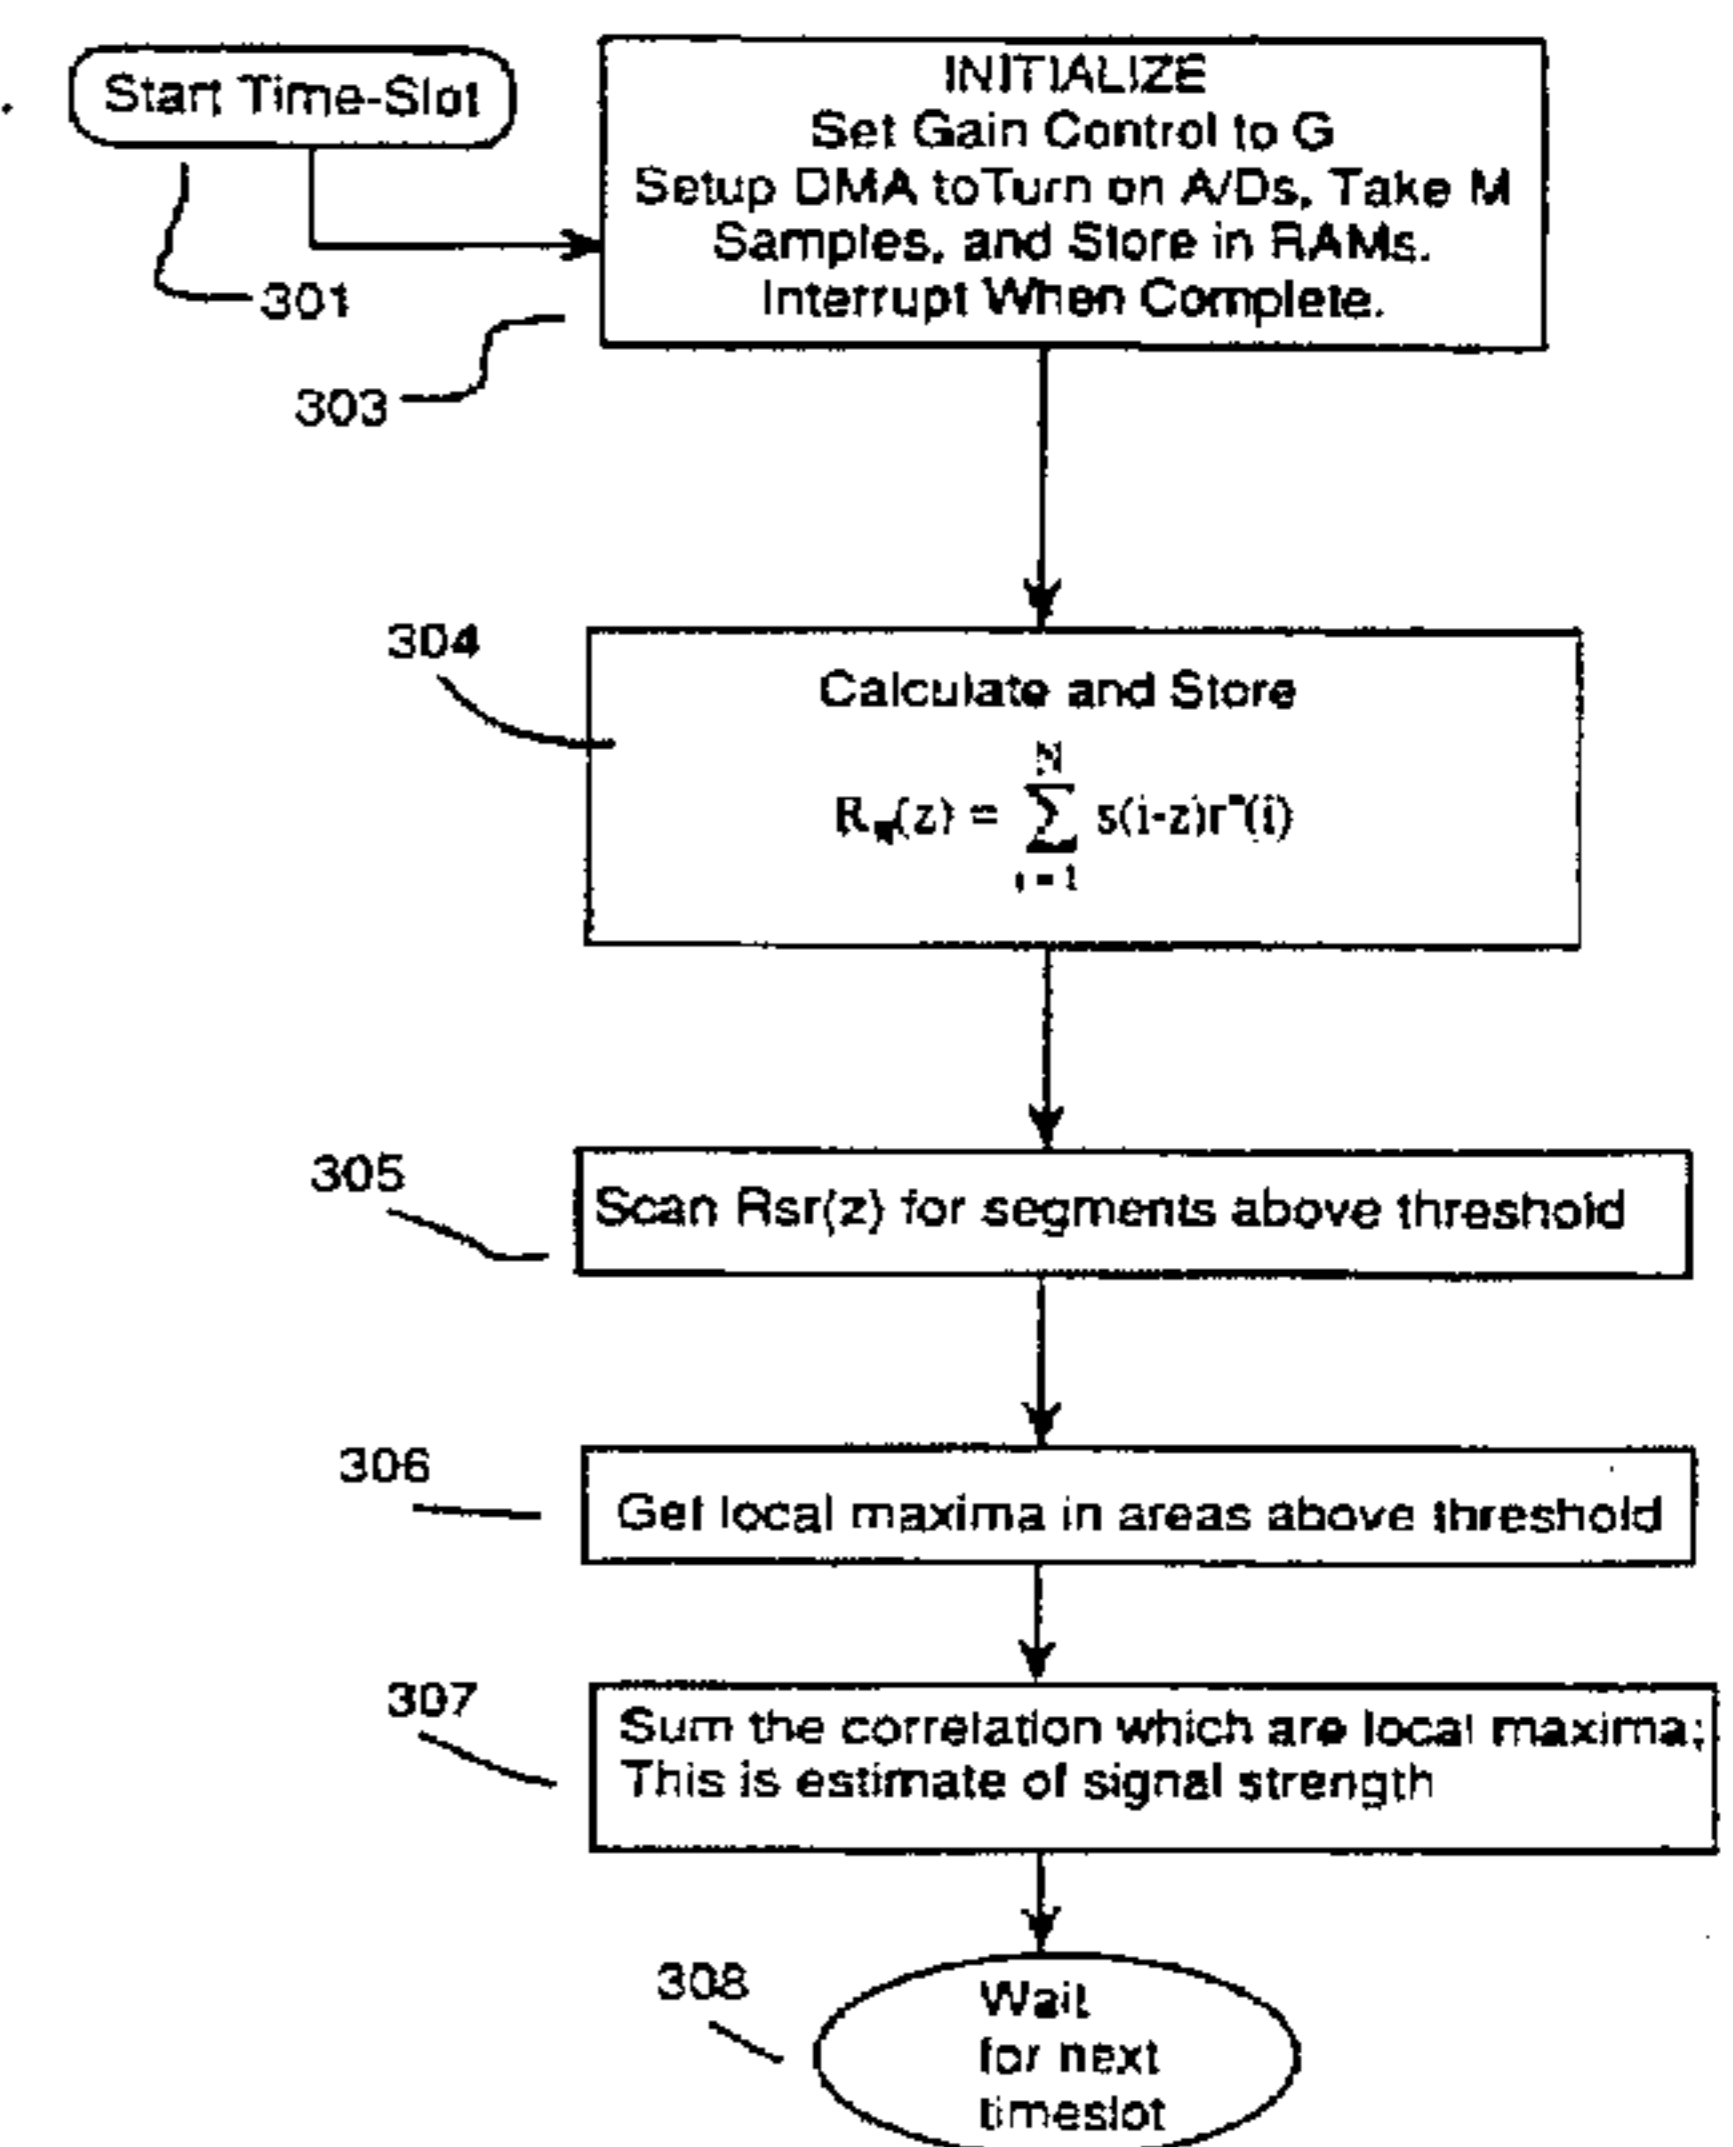 Start Time-Slot
301
INITIALIZE
Set Gain Control to G
Setup DMA toTurn on A/Ds, Take M
Samples, and Store in RAMs.
Interrupt When Complete.
303
304
Calculate and Store
(z) = ∑ s(i-z)r*(i)
i=1
305
Scan Rsr(z) for segments above threshold
306
Get local maxima in areas above threshold
307
Sum the correlation which are local maxima;
This is estimate of signal strength
308
Wait
for next
timeslot